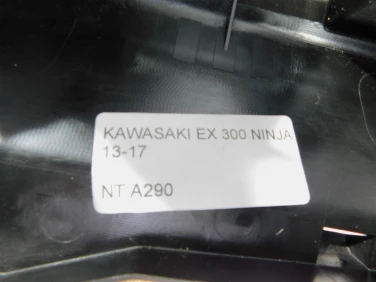 KAWASAKI EX 300 NINJA
13-17
NT A290